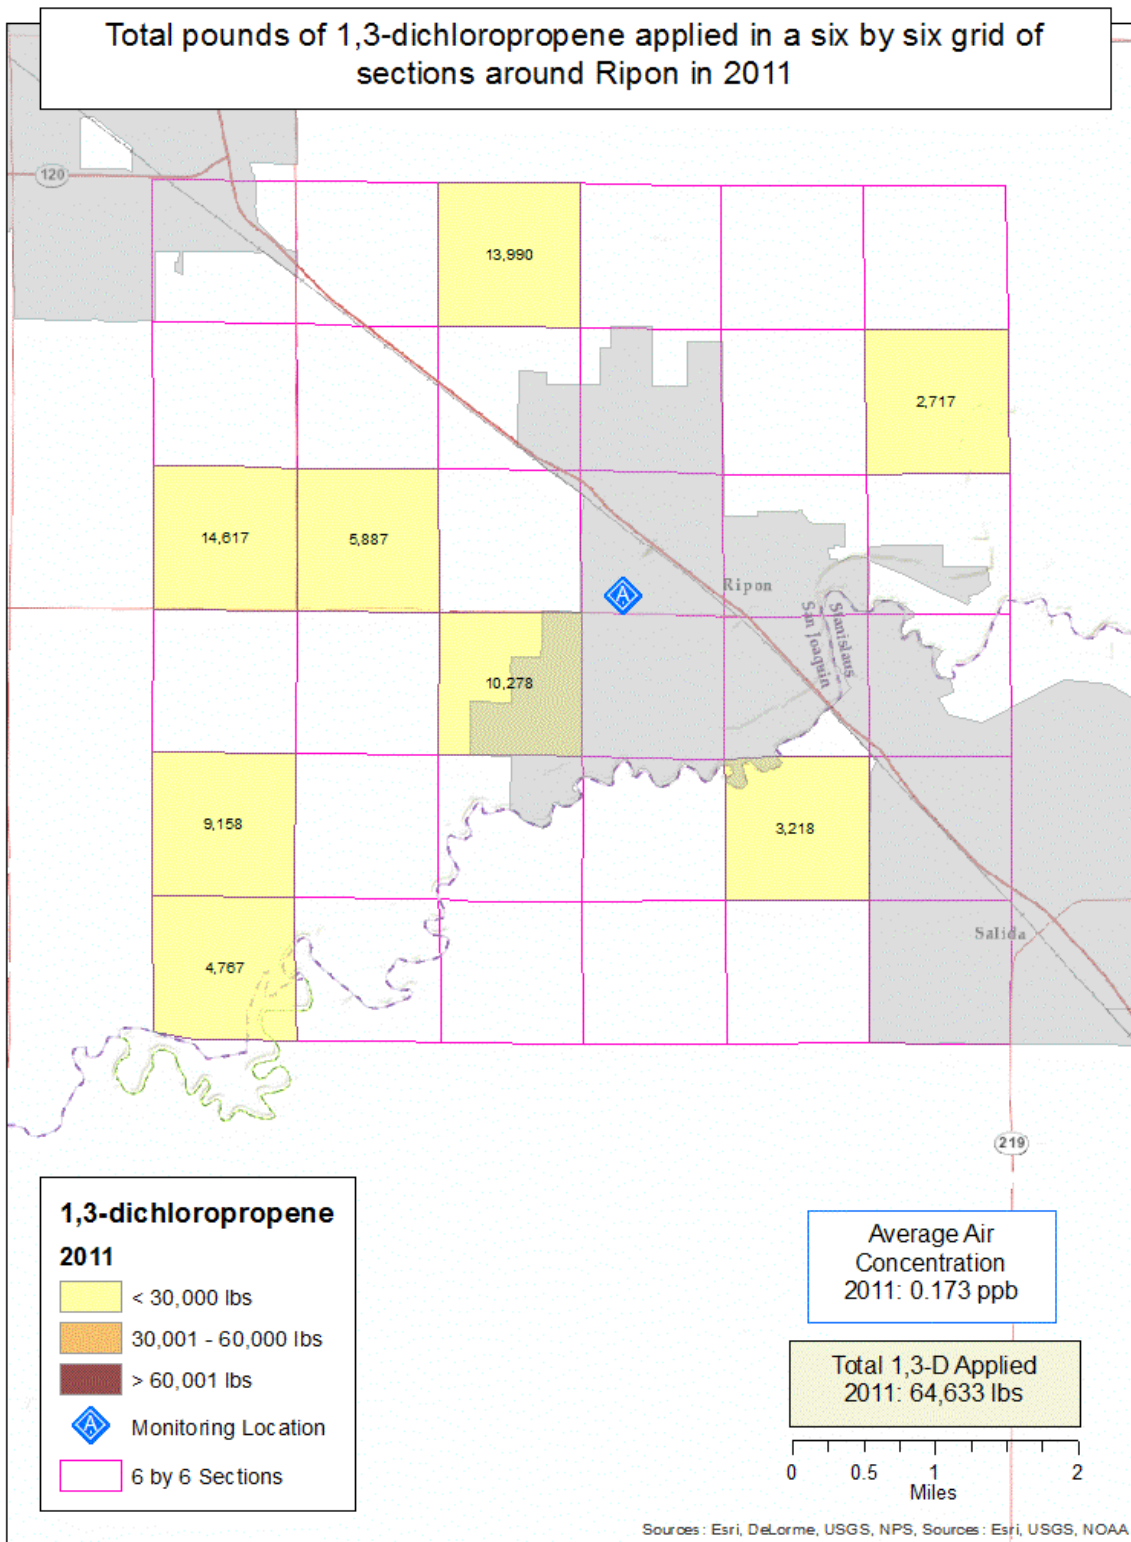 Total pounds of 1,3-dichloropropene applied in a six by six grid of
sections around Ripon in 2011
120
13,990
2,717
14,617
5,887
A
Ripon
Stanislaus
San Joaquin
10,278
9,158
3,218
4,767
Salida
219
1,3-dichloropropene
2011
< 30,000 lbs
30,001 - 60,000 lbs
> 60,001 lbs
A
Monitoring Location
6 by 6 Sections
Average Air
Concentration
2011: 0.173 ppb
Total 1,3-D Applied
2011: 64,633 lbs
0 0.5 1 2
Miles
Sources: Esri, DeLorme, USGS, NPS, Sources: Esri, USGS, NOAA